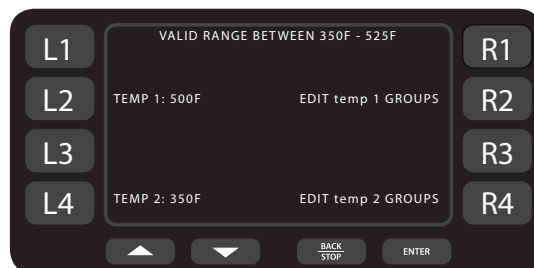 VALID RANGE BETWEEN 350F - 525F
L1
R1
L2
TEMP 1: 500F
EDIT temp 1 GROUPS
R2
L3
R3
L4
TEMP 2: 350F
EDIT temp 2 GROUPS
R4
BACK
STOP
ENTER